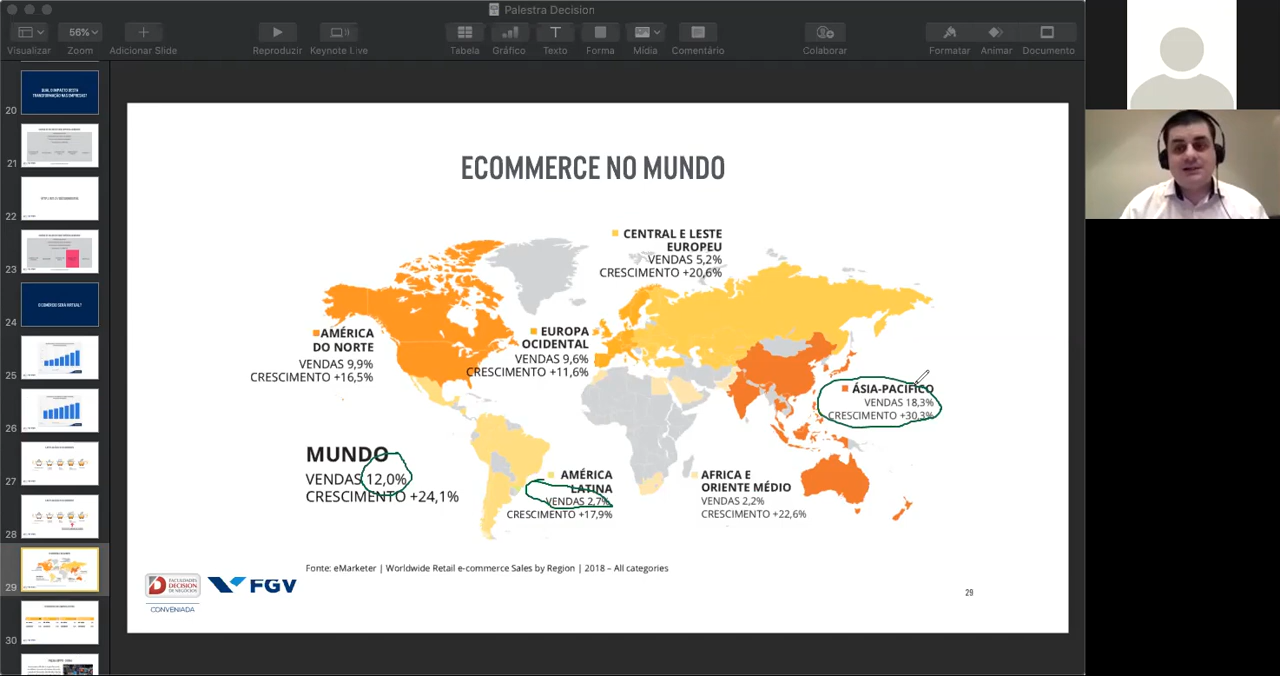 Palestra Decision
56%
Visualizar
Zoom
Adicionar Slide
Reproduzir
Keynote Live
Tabela
Gráfico
Texto
Forma
Mídia
Comentário
Colaborar
Formatar
Animar
Documento
20
21
22
23
24
25
26
27
28
29
30
ECOMMERCE NO MUNDO
CENTRAL E LESTE
EUROPEU
VENDAS 5,2%
CRESCIMENTO +20,6%
AMÉRICA
DO NORTE
VENDAS 9,9%
CRESCIMENTO +16,5%
EUROPA
OCIDENTAL
VENDAS 9,6%
CRESCIMENTO +11,6%
ÁSIA-PACIFICO
VENDAS 18,3%
CRESCIMENTO +30,3%
MUNDO
VENDAS 12,0%
CRESCIMENTO +24,1%
AMÉRICA
LATINA
VENDAS 2,7%
CRESCIMENTO +17,9%
AFRICA E
ORIENTE MÉDIO
VENDAS 2,2%
CRESCIMENTO +22,6%
Fonte: eMarketer | Worldwide Retail e-commerce Sales by Region | 2018 – All categories
FACULDADES
DECISION
DE NEGÓCIOS
FGV
CONVENIADA
29